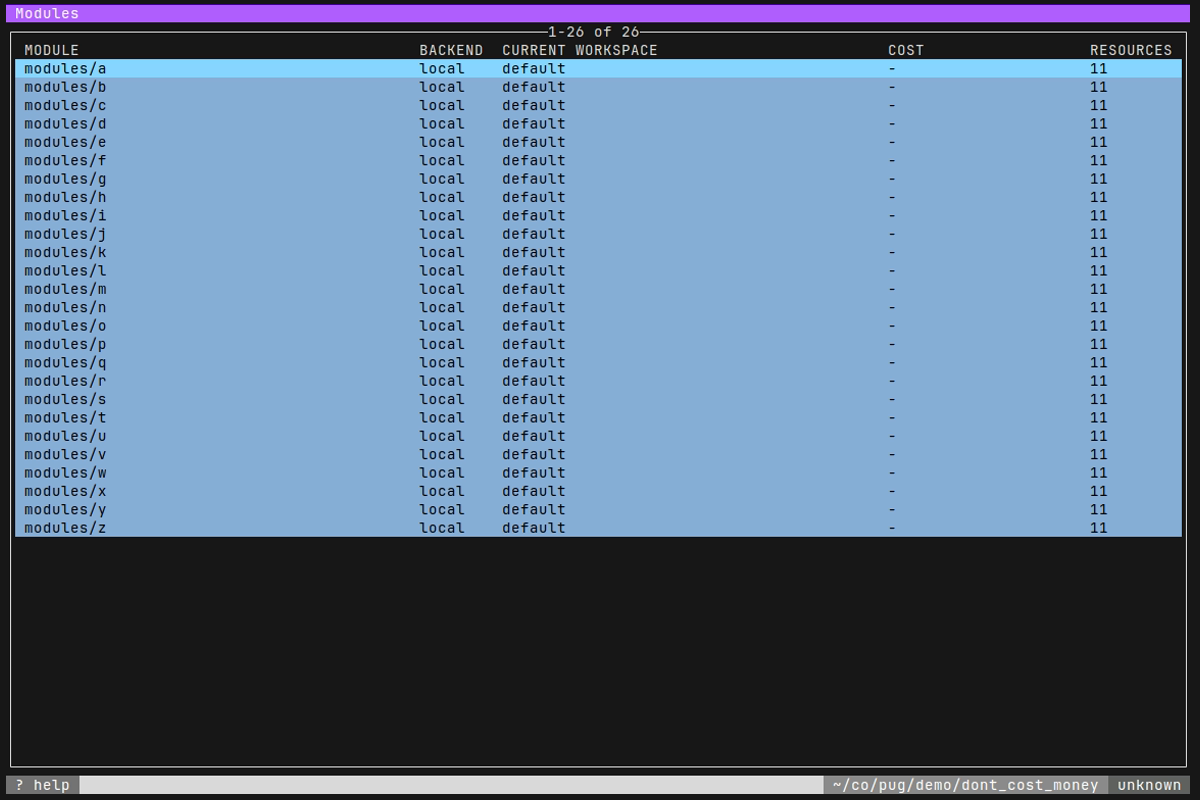 Modules
1-26 of 26
MODULE BACKEND CURRENT WORKSPACE COST RESOURCES
modules/a local default - 11
modules/b local default - 11
modules/c local default - 11
modules/d local default - 11
modules/e local default - 11
modules/f local default - 11
modules/g local default - 11
modules/h local default - 11
modules/i local default - 11
modules/j local default - 11
modules/k local default - 11
modules/l local default - 11
modules/m local default - 11
modules/n local default - 11
modules/o local default - 11
modules/p local default - 11
modules/q local default - 11
modules/r local default - 11
modules/s local default - 11
modules/t local default - 11
modules/u local default - 11
modules/v local default - 11
modules/w local default - 11
modules/x local default - 11
modules/y local default - 11
modules/z local default - 11
? help ~/co/pug/demo/dont_cost_money unknown